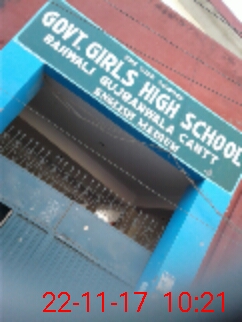 GOVT. GIRLS HIGH SCHOOL
RAHWALI GUJRANWALA CANTT
ENGLISH MEDIUM
22-11-17 10:21